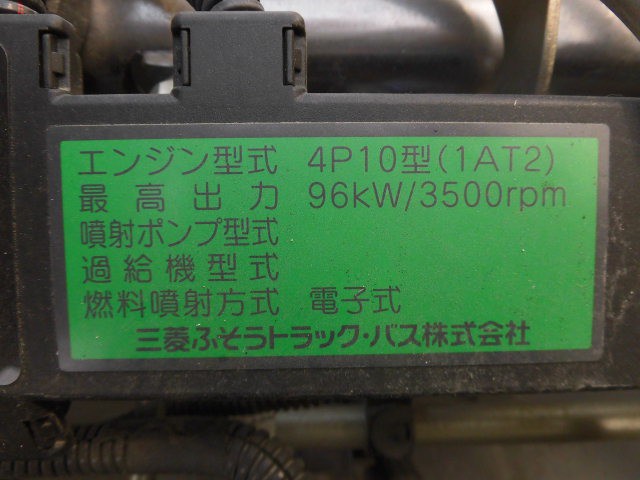 エンジン型式 4P10型(1AT2)
最高出力 96kW/3500rpm
噴射ポンプ型式
過給機型式
燃料噴射方式 電子式
三菱ふそうトラック・バス株式会社